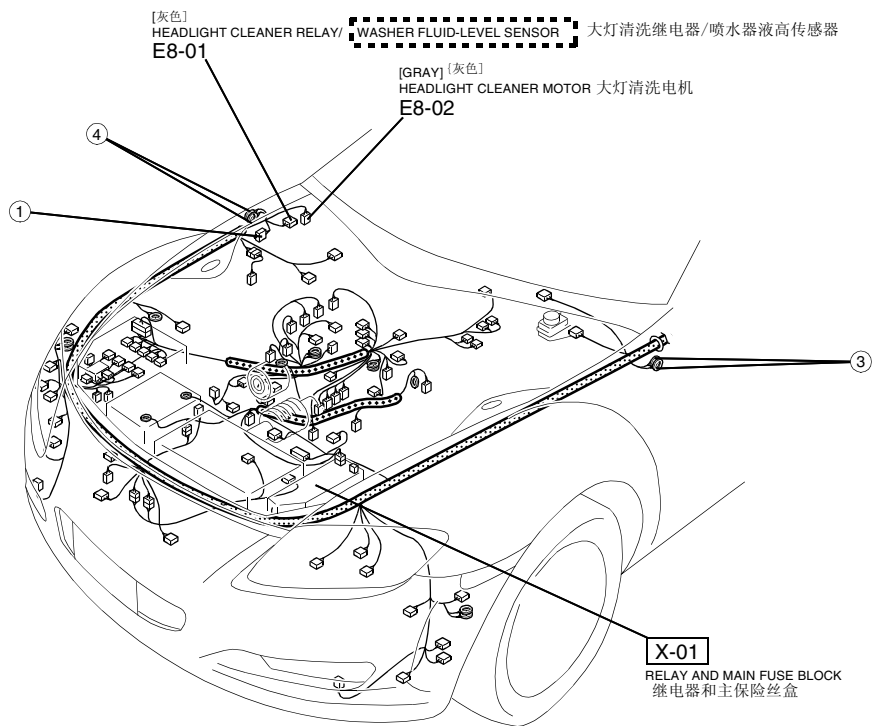 [灰色]
HEADLIGHT CLEANER RELAY/ WASHER FLUID-LEVEL SENSOR 大灯清洗继电器/喷水器液高传感器
E8-01
[GRAY] [灰色]
HEADLIGHT CLEANER MOTOR 大灯清洗电机
E8-02
4
1
3
X-01
RELAY AND MAIN FUSE BLOCK
继电器和主保险丝盒